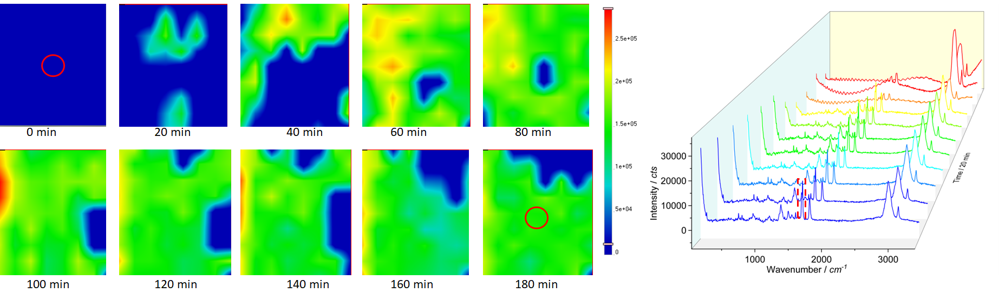 0 min
20 min
40 min
60 min
80 min
100 min
120 min
140 min
160 min
180 min
2.5e+05
2e+05
1.5e+05
1e+05
5e+04
0
30000
20000
10000
0
Intensity / cts
1000
2000
3000
Wavenumber / cm⁻¹
Time / 20 min